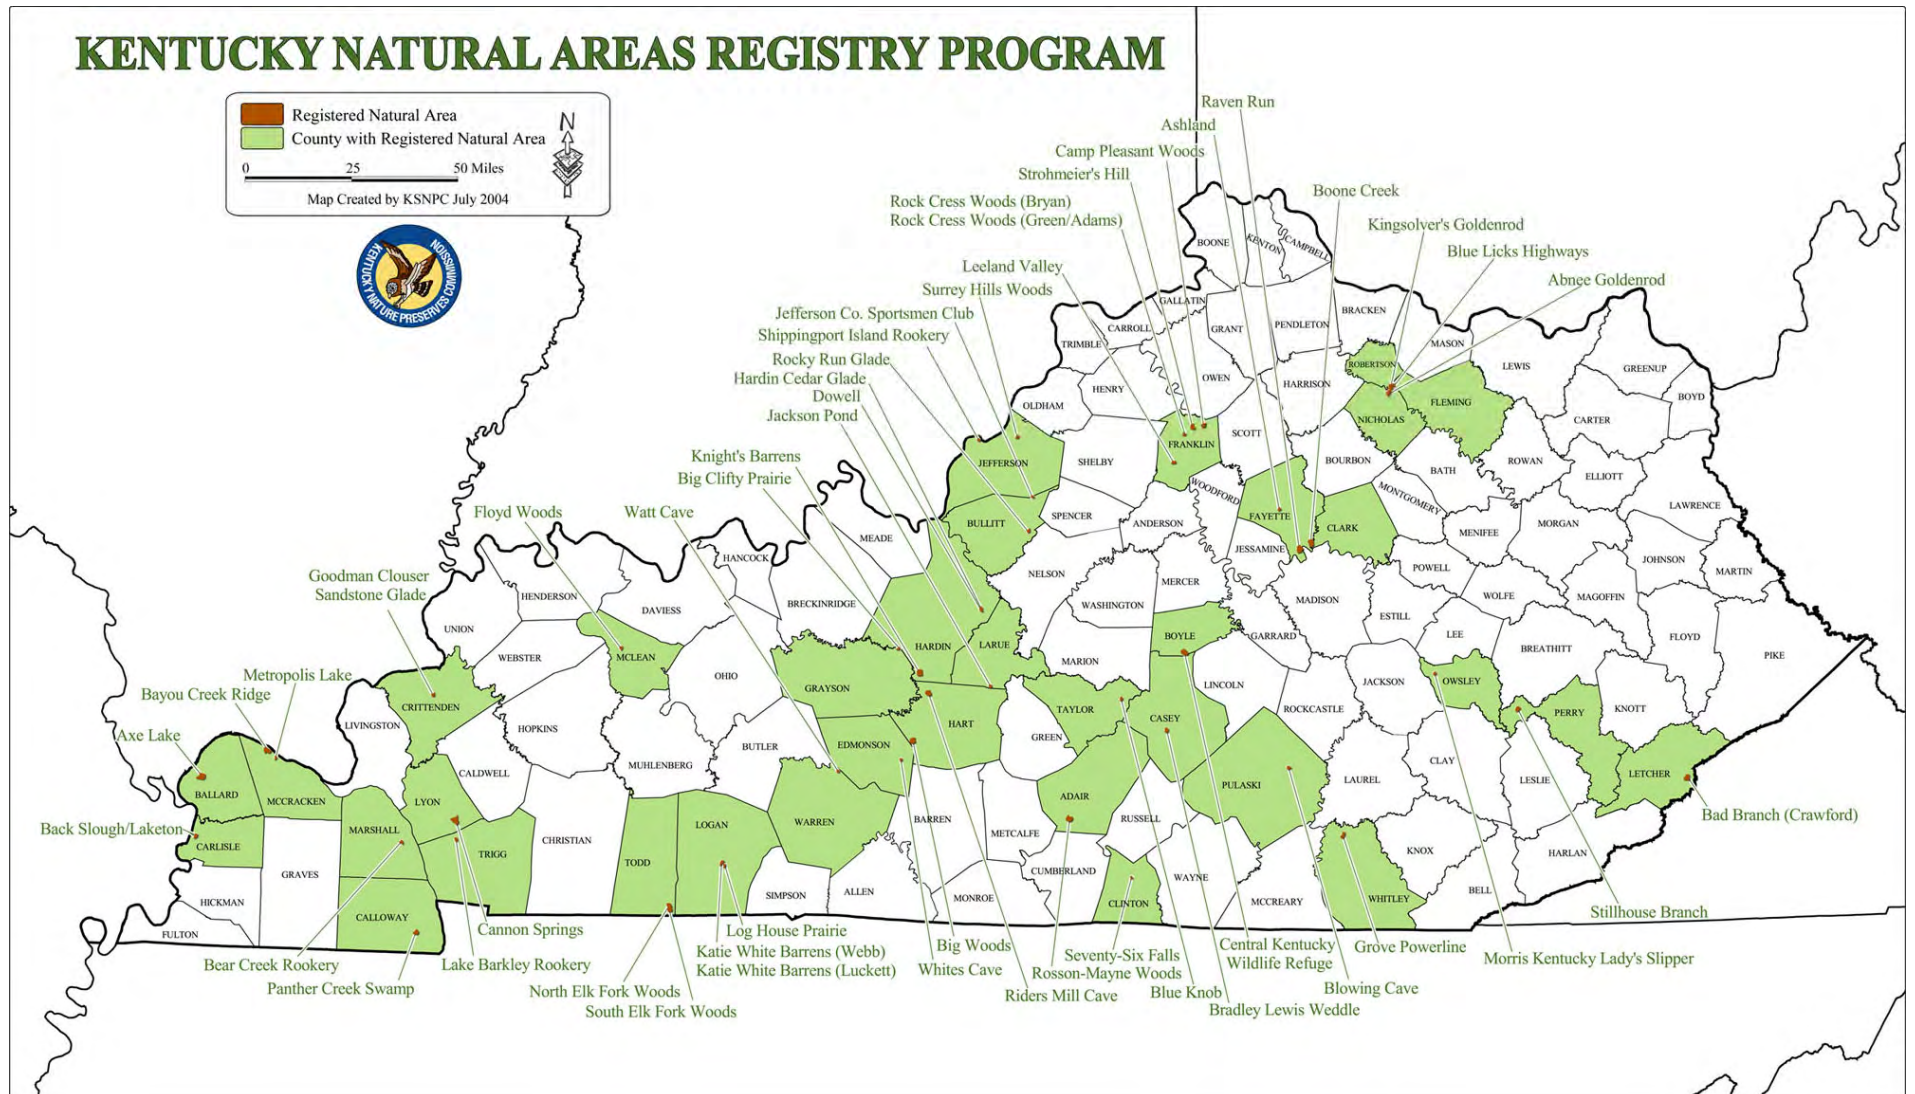 KENTUCKY NATURAL AREAS REGISTRY PROGRAM
Registered Natural Area
County with Registered Natural Area
N
0 25 50 Miles
Map Created by KSNPC July 2004
KENTUCKY NATURE PRESERVES COMMISSION
Raven Run
Ashland
Camp Pleasant Woods
Strohmeier's Hill
Boone Creek
Rock Cress Woods (Bryan)
Rock Cress Woods (Green/Adams)
Kingsolver's Goldenrod
Blue Licks Highways
Abnee Goldenrod
Leeland Valley
Surrey Hills Woods
Jefferson Co. Sportsmen Club
Shippingport Island Rookery
Rocky Run Glade
Hardin Cedar Glade
Dowell
Jackson Pond
Knight's Barrens
Big Clifty Prairie
Watt Cave
Floyd Woods
Goodman Clouser
Sandstone Glade
Metropolis Lake
Bayou Creek Ridge
Axe Lake
Back Slough/Laketon
BOONE
KENTON
CAMPBELL
GALLATIN
CARROLL
TRIMBLE
GRANT
PENDLETON
BRACKEN
MASON
ROBERTSON
LEWIS
GREENUP
BOYD
HENRY
OWEN
HARRISON
OLDHAM
NICHOLAS
FLEMING
CARTER
FRANKLIN
SCOTT
JEFFERSON
SHELBY
BOURBON
BATH
ROWAN
ELLIOTT
WOODFORD
MONTGOMERY
LAWRENCE
BULLITT
SPENCER
ANDERSON
FAYETTE
CLARK
MENIFEE
MORGAN
MEADE
JESSAMINE
JOHNSON
MARTIN
HANCOCK
NELSON
MERCER
POWELL
WOLFE
MAGOFFIN
HENDERSON
DAVIESS
BRECKINRIDGE
WASHINGTON
MADISON
ESTILL
UNION
BOYLE
GARRARD
LEE
FLOYD
WEBSTER
MCLEAN
HARDIN
LARUE
MARION
BREATHITT
PIKE
OHIO
GRAYSON
LINCOLN
JACKSON
OWSLEY
CRITTENDEN
TAYLOR
CASEY
ROCKCASTLE
PERRY
KNOTT
LIVINGSTON
HOPKINS
HART
GREEN
EDMONSON
BUTLER
MUHLENBERG
CALDWELL
CLAY
LAUREL
LESLIE
LETCHER
PULASKI
BALLARD
MCCRACKEN
LYON
ADAIR
BARREN
RUSSELL
WARREN
LOGAN
MARSHALL
METCALFE
CARLISLE
CHRISTIAN
TRIGG
TODD
KNOX
HARLAN
GRAVES
CUMBERLAND
WAYNE
SIMPSON
ALLEN
MONROE
BELL
HICKMAN
CALLOWAY
CLINTON
MCCREARY
WHITLEY
FULTON
Bad Branch (Crawford)
Stillhouse Branch
Cannon Springs
Log House Prairie
Katie White Barrens (Webb)
Katie White Barrens (Luckett)
Big Woods
Central Kentucky
Wildlife Refuge
Grove Powerline
Seventy-Six Falls
Morris Kentucky Lady's Slipper
Bear Creek Rookery
Lake Barkley Rookery
Whites Cave
Rosson-Mayne Woods
Panther Creek Swamp
North Elk Fork Woods
Riders Mill Cave
Blue Knob
Blowing Cave
South Elk Fork Woods
Bradley Lewis Weddle